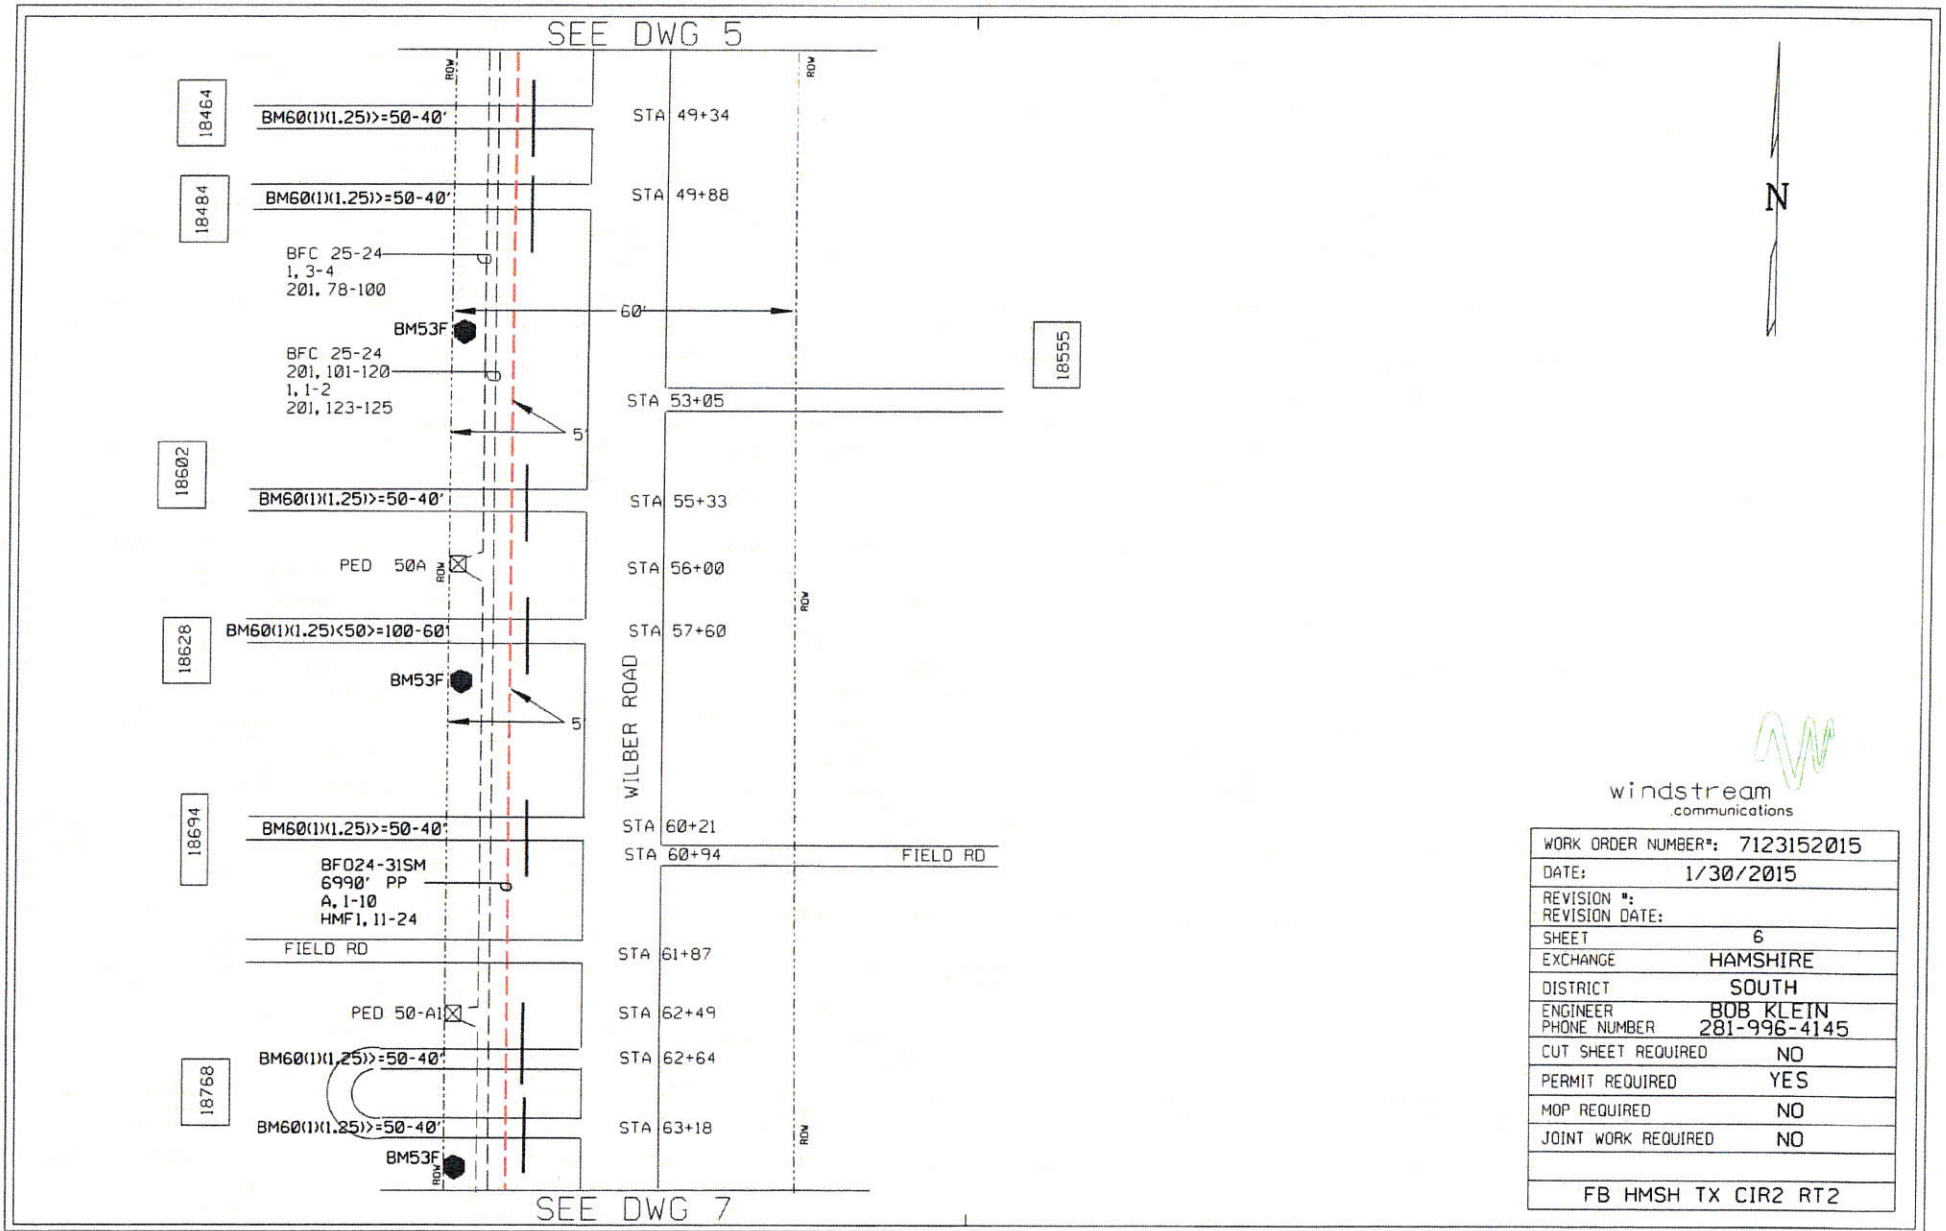 SEE DWG 5
ROW
ROW
18464
BM60(1)(1.25)>=50-40'
STA 49+34
18484
BM60(1)(1.25)>=50-40'
STA 49+88
N
BFC 25-24
1, 3-4
201, 78-100
60'
BM53F
18555
BFC 25-24
201, 101-120
1, 1-2
201, 123-125
STA 53+05
5'
18602
BM60(1)(1.25)>=50-40'
STA 55+33
PED 50A
ROW
STA 56+00
ROW
18628
BM60(1)(1.25)<50>=100-60'
STA 57+60
BM53F
WILBER ROAD
5'
18694
BM60(1)(1.25)>=50-40'
STA 60+21
STA 60+94
FIELD RD
BFO24-31SM
6990' PP
A, 1-10
HMF1, 11-24
FIELD RD
STA 61+87
PED 50-A1
STA 62+49
BM60(1)(1.25)>=50-40'
STA 62+64
18768
BM60(1)(1.25)>=50-40'
STA 63+18
ROW
BM53F
ROW
SEE DWG 7
windstream
communications
WORK ORDER NUMBER#: 7123152015
DATE: 1/30/2015
REVISION #:
REVISION DATE:
SHEET 6
EXCHANGE HAMSHIRE
DISTRICT SOUTH
ENGINEER BOB KLEIN
PHONE NUMBER 281-996-4145
CUT SHEET REQUIRED NO
PERMIT REQUIRED YES
MOP REQUIRED NO
JOINT WORK REQUIRED NO
FB HMSH TX CIR2 RT2